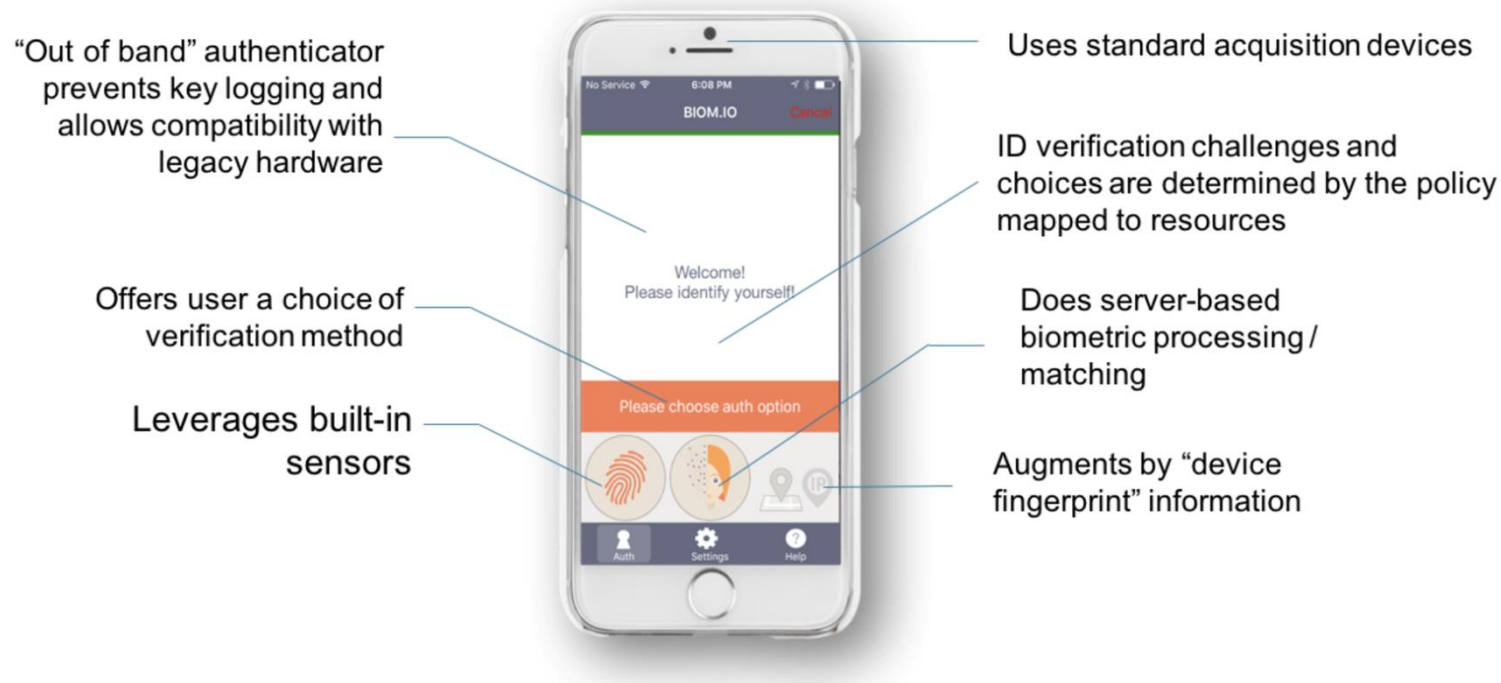 “Out of band” authenticator
prevents key logging and
allows compatibility with
legacy hardware
Offers user a choice of
verification method
Leverages built-in
sensors
No Service 6:08 PM
BIOM.IO Cancel
Welcome!
Please identify yourself!
Please choose auth option
IP
Auth Settings Help
?
Uses standard acquisition devices
ID verification challenges and
choices are determined by the policy
mapped to resources
Does server-based
biometric processing /
matching
Augments by “device
fingerprint” information